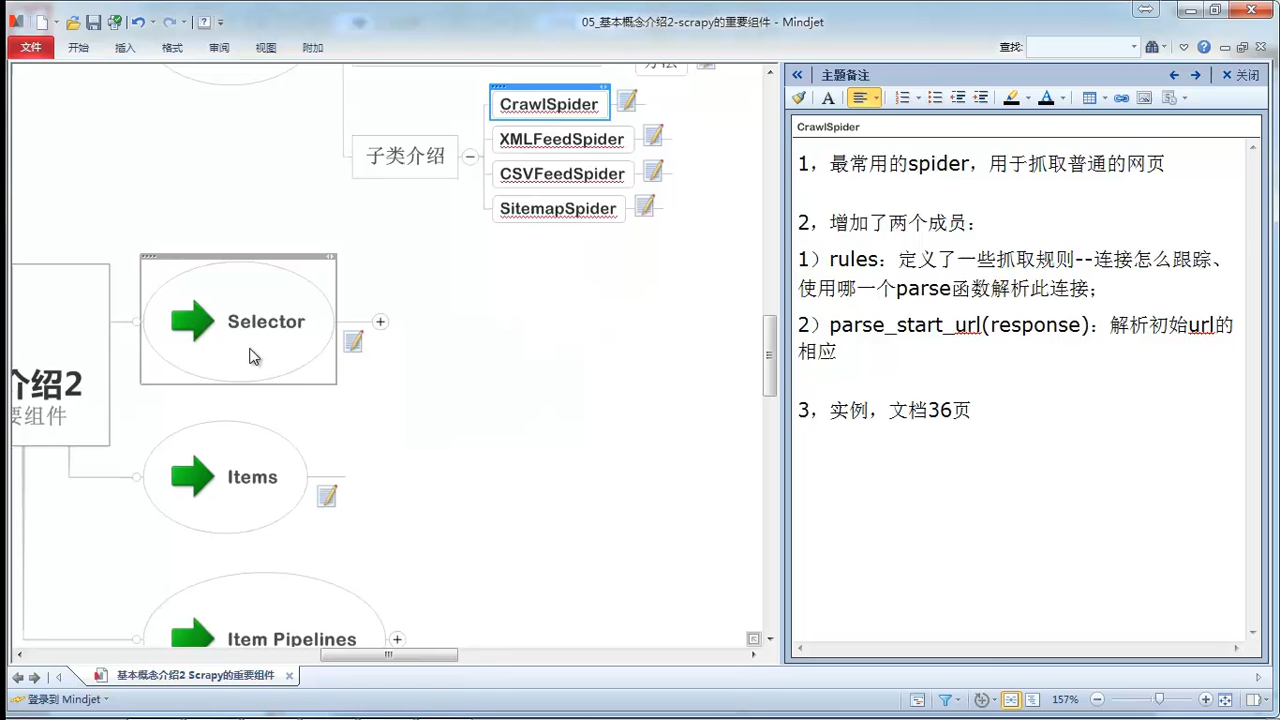 05_基本概念介绍2-scrapy的重要组件 - Mindjet
文件 开始 插入 格式 审阅 视图 附加 查找:
主题备注 关闭
方法
CrawlSpider
XMLFeedSpider
子类介绍
CSVFeedSpider
SitemapSpider
Selector
介绍2
要组件
Items
Item Pipelines
CrawlSpider
1，最常用的spider，用于抓取普通的网页
2，增加了两个成员：
1）rules：定义了一些抓取规则--连接怎么跟踪、
使用哪一个parse函数解析此连接；
2）parse_start_url(response)：解析初始url的
相应
3，实例，文档36页
基本概念介绍2 Scrapy的重要组件
登录到 Mindjet
157%